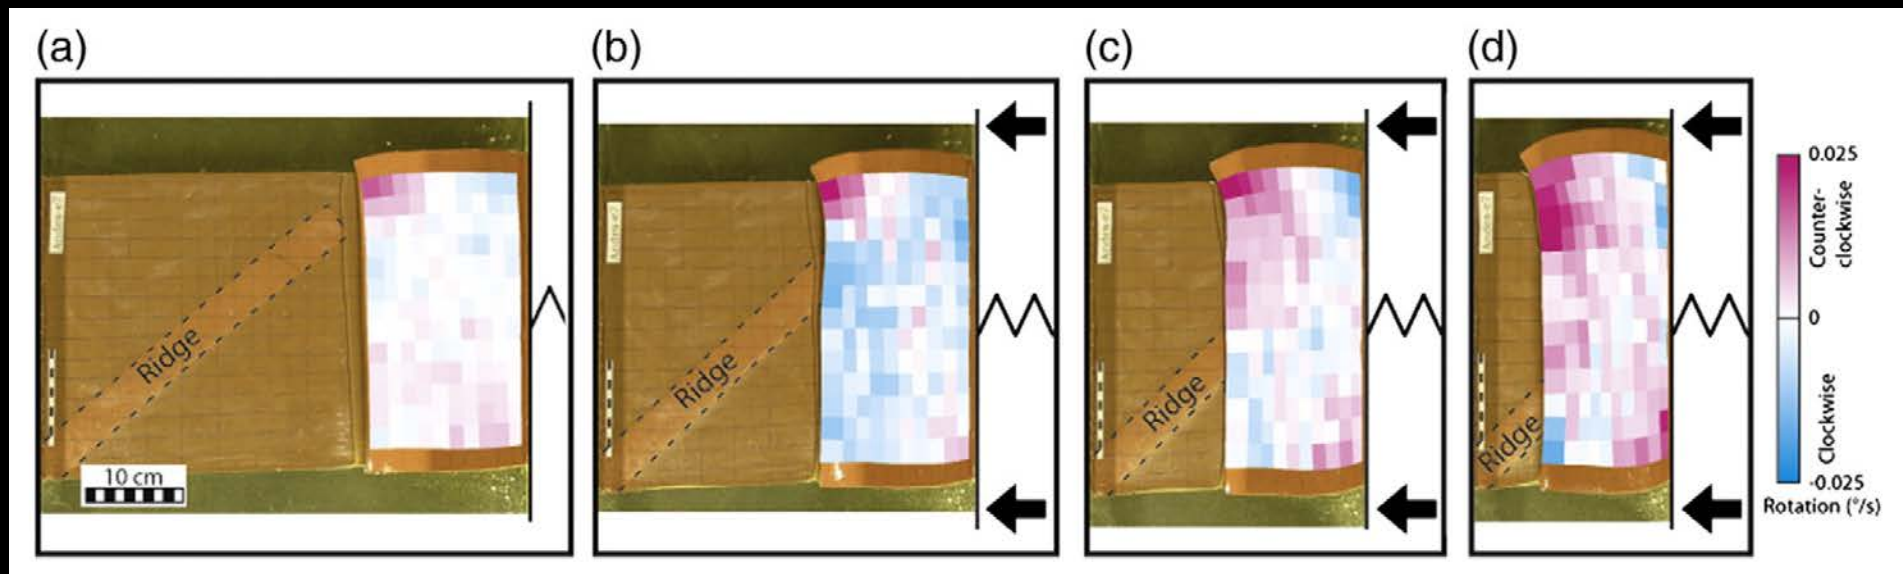 (a)
(b)
(c)
(d)
Ridge
10 cm
Ridge
Ridge
Ridge
0.025
Counter-
clockwise
0
Clockwise
-0.025
Rotation (°/s)